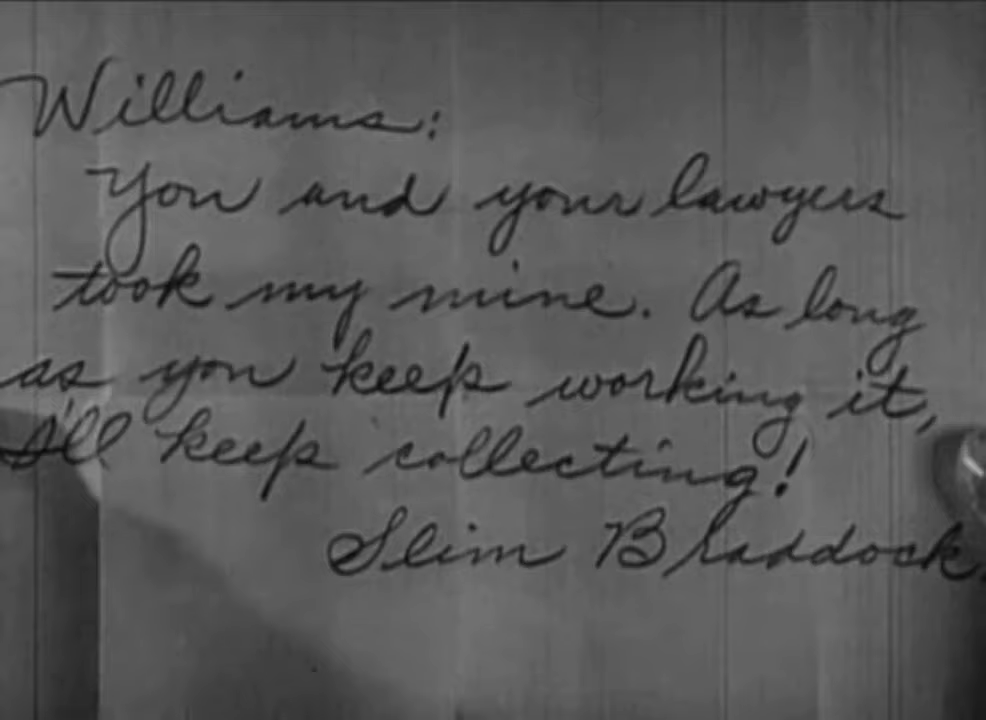 Williams:
You and your lawyers
took my mine. As long
as you keep working it,
I'll keep collecting!
Slim Braddock.